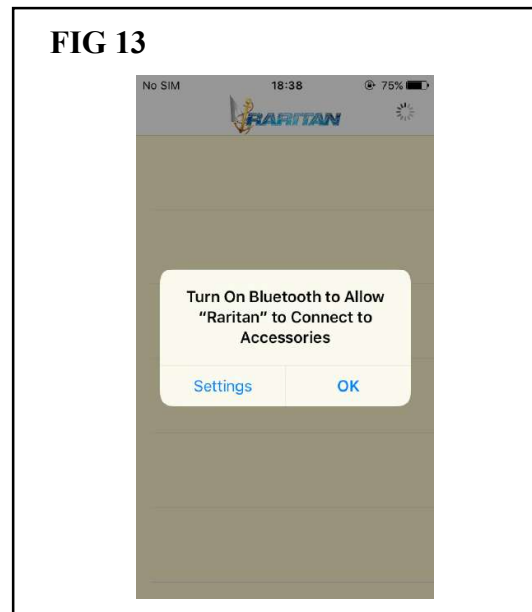 FIG 13
No SIM 18:38 75%
RARITAN
Turn On Bluetooth to Allow
“Raritan” to Connect to
Accessories
Settings OK